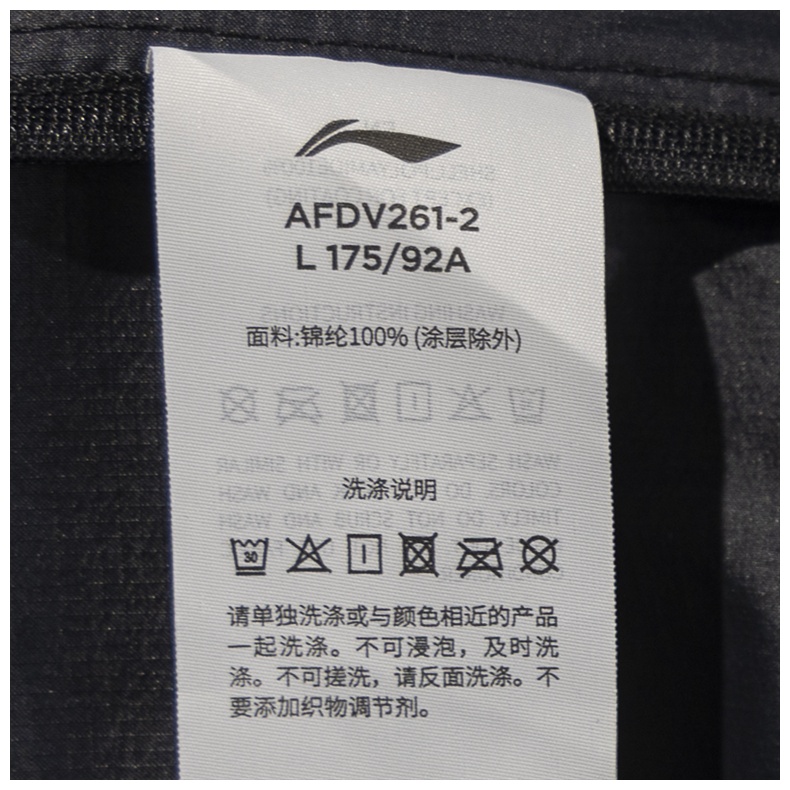 AFDV261-2
L 175/92A
面料:锦纶100% (涂层除外)
洗涤说明
30
请单独洗涤或与颜色相近的产品
一起洗涤。不可浸泡，及时洗
涤。不可搓洗，请反面洗涤。不
要添加织物调节剂。